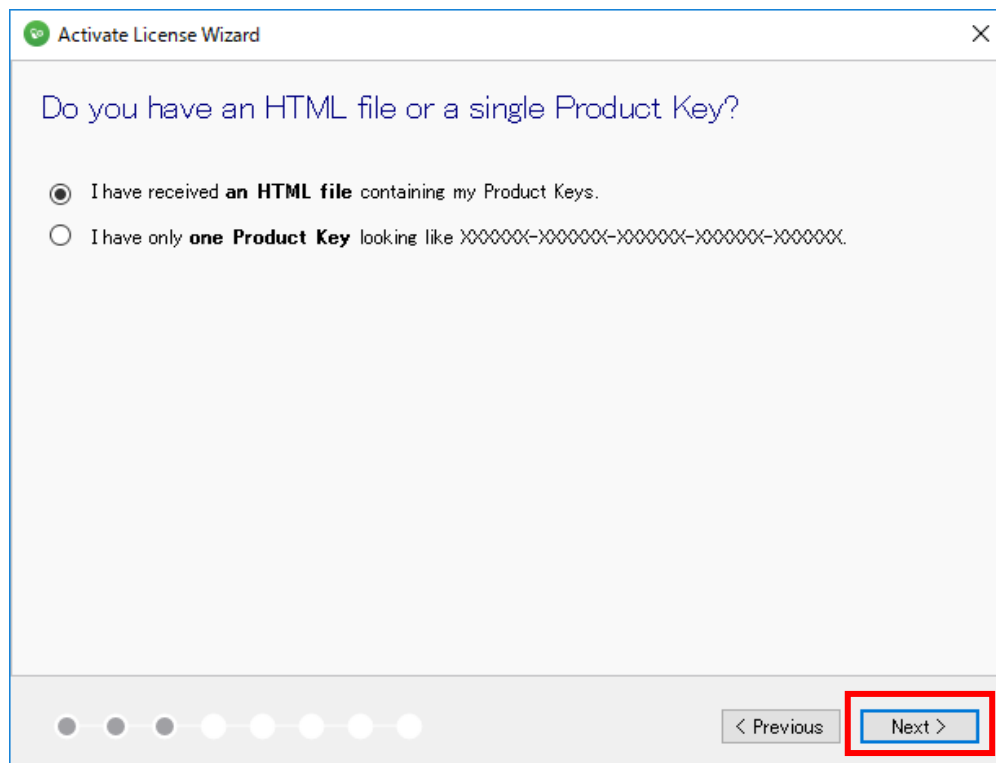 Activate License Wizard
Do you have an HTML file or a single Product Key?
I have received an HTML file containing my Product Keys.
I have only one Product Key looking like XXXXXX-XXXXXX-XXXXXX-XXXXXX-XXXXXX.
< Previous
Next >